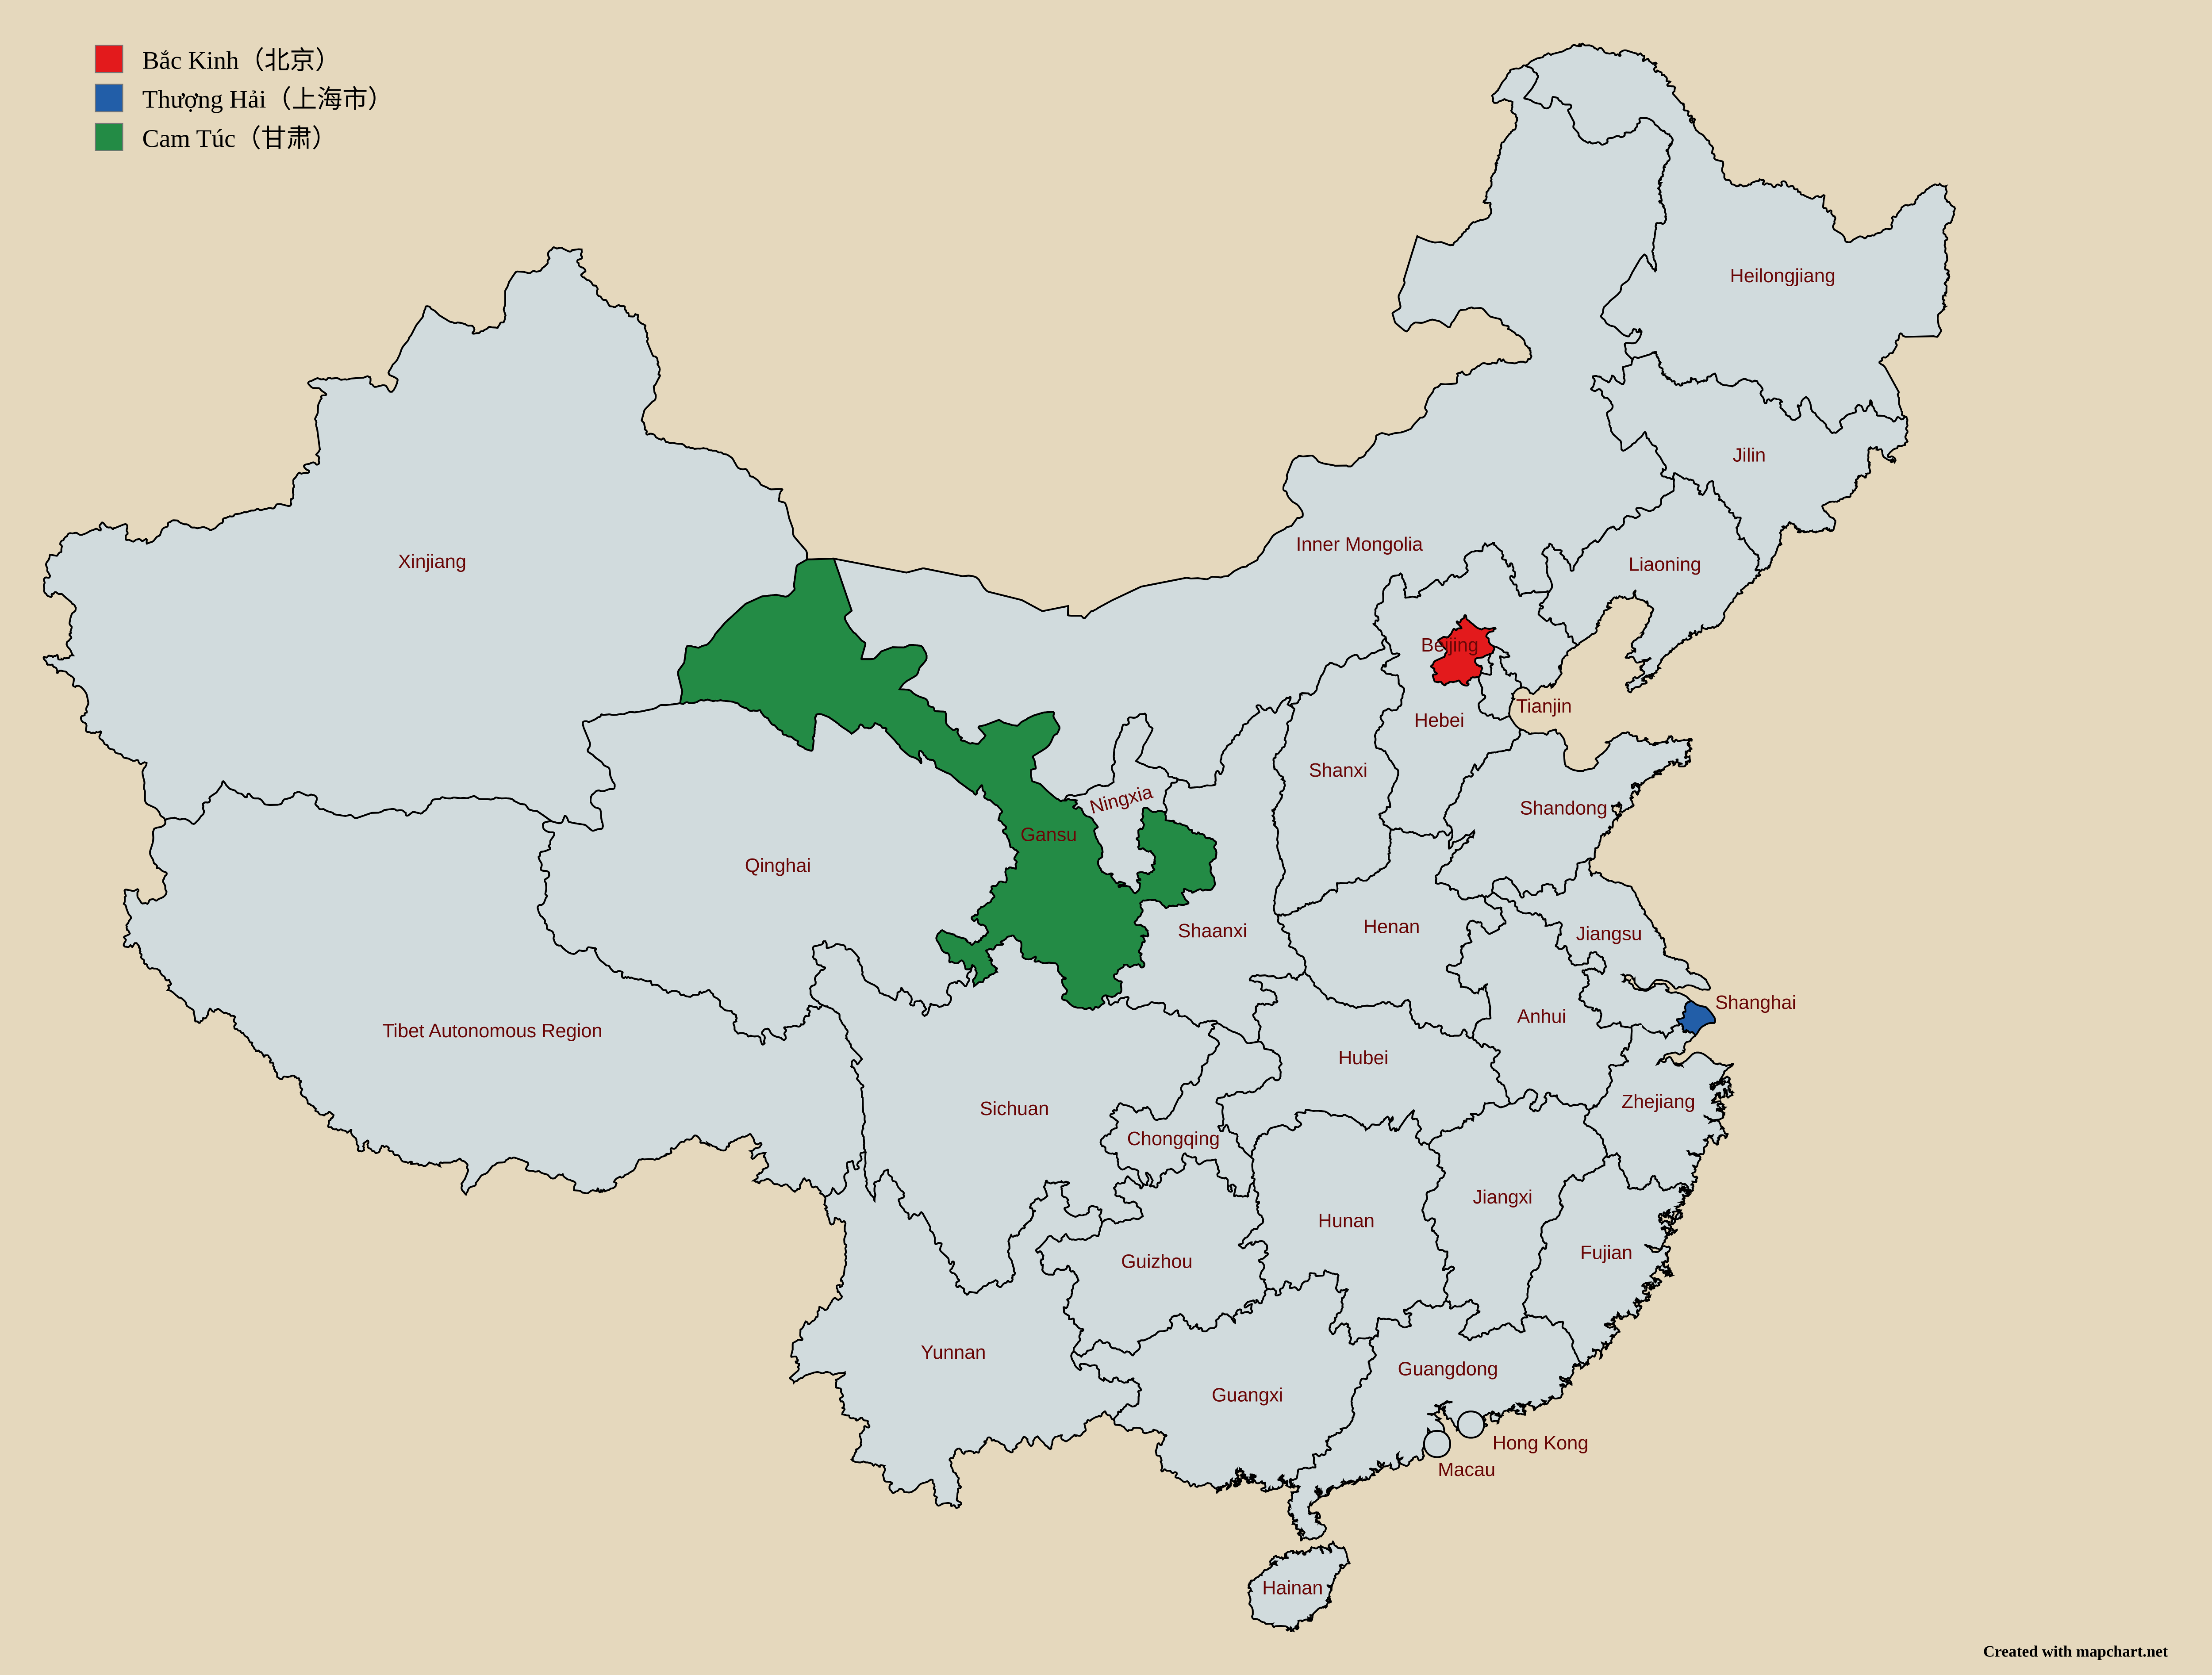 Bắc Kinh（北京）
Thượng Hải（上海市）
Cam Túc（甘肃）
Heilongjiang
Jilin
Inner Mongolia
Xinjiang
Liaoning
Beijing
Tianjin
Hebei
Shanxi
Ningxia
Shandong
Gansu
Qinghai
Henan
Shaanxi
Jiangsu
Shanghai
Anhui
Tibet Autonomous Region
Hubei
Zhejiang
Sichuan
Chongqing
Jiangxi
Hunan
Fujian
Guizhou
Yunnan
Guangdong
Guangxi
Hong Kong
Macau
Hainan
Created with mapchart.net